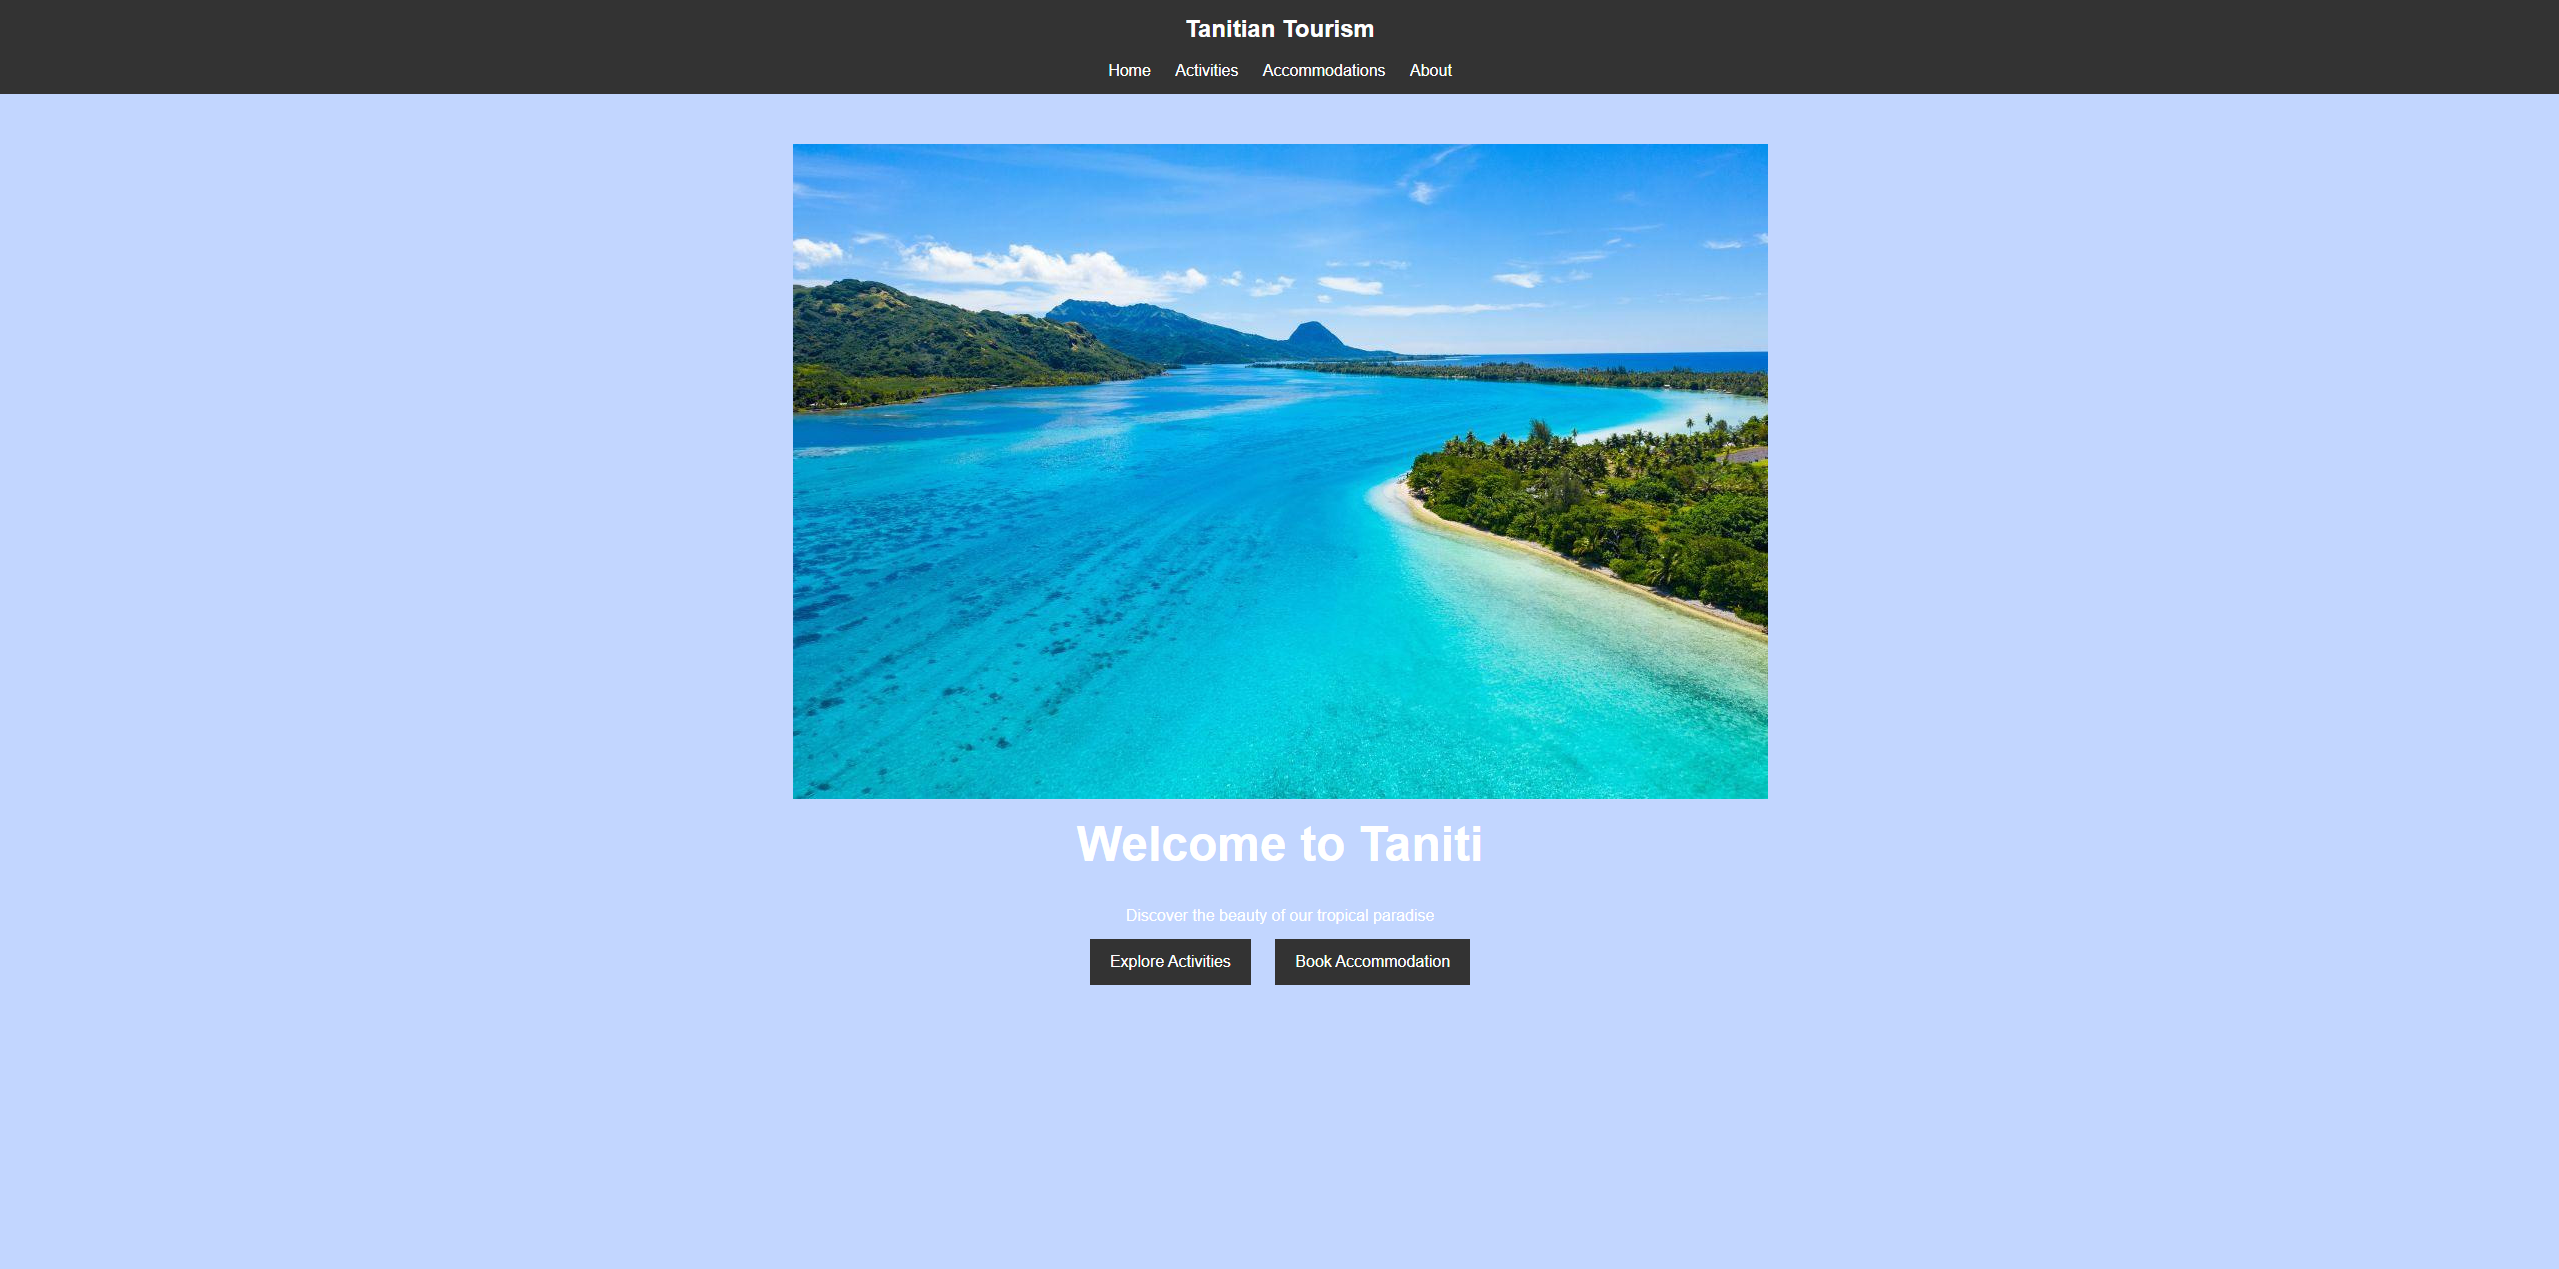 Tanitian Tourism
Home Activities Accommodations About
Welcome to Taniti
Discover the beauty of our tropical paradise
Explore Activities Book Accommodation